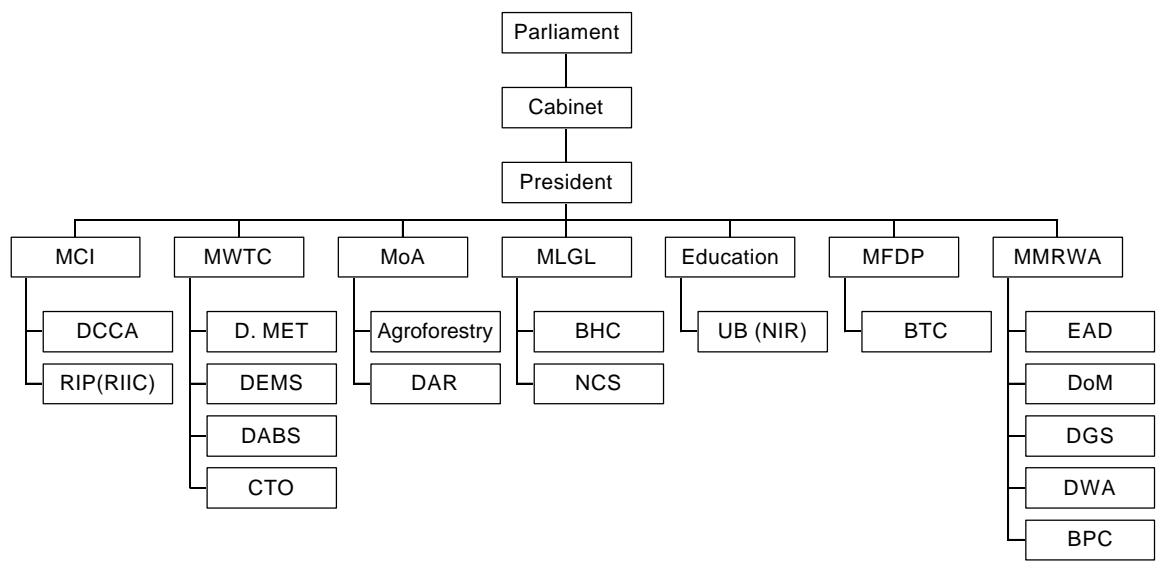 Parliament
Cabinet
President
MCI
MWTC
MoA
MLGL
Education
MFDP
MMRWA
DCCA
D. MET
Agroforestry
BHC
UB (NIR)
BTC
EAD
RIP(RIIC)
DEMS
DAR
NCS
DoM
DABS
DGS
CTO
DWA
BPC